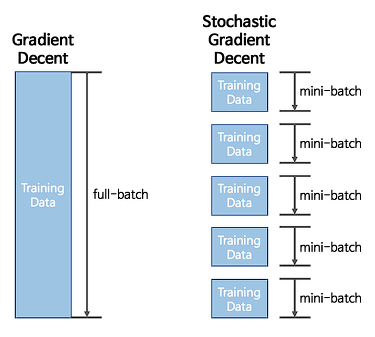 Gradient
Decent
Training
Data
full-batch
Stochastic
Gradient
Decent
Training
Data
mini-batch
Training
Data
mini-batch
Training
Data
mini-batch
Training
Data
mini-batch
Training
Data
mini-batch